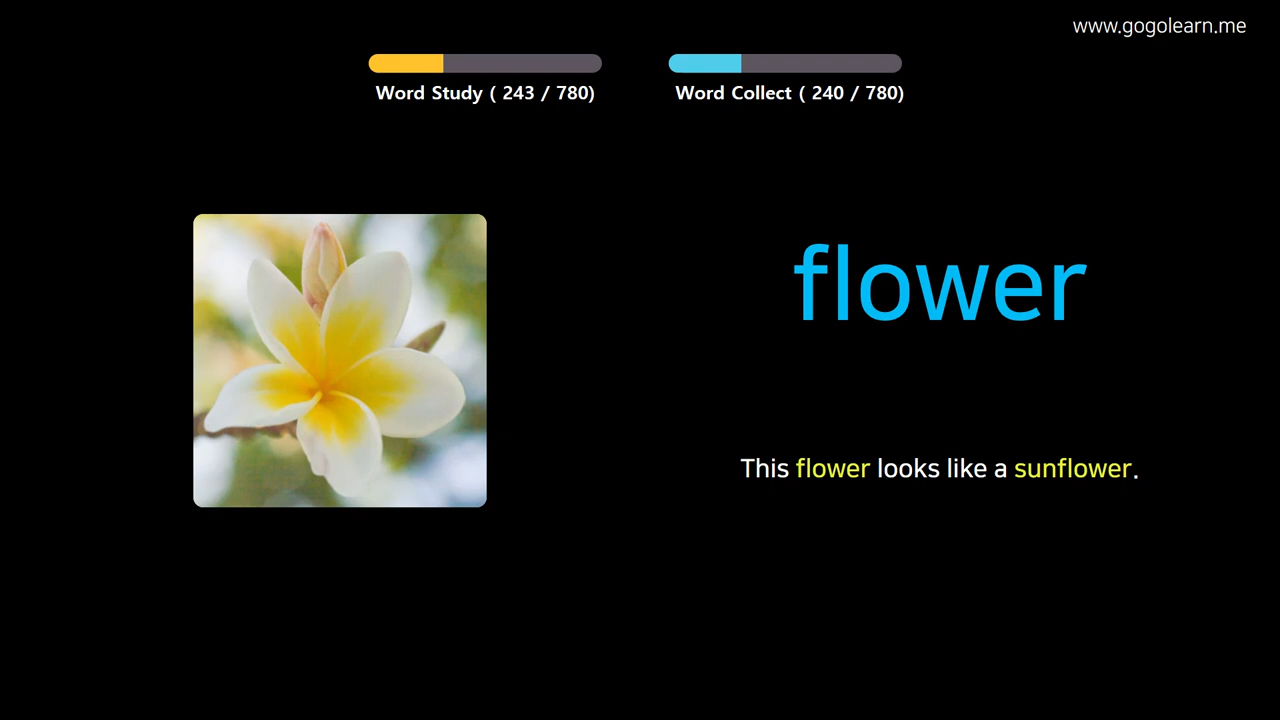 www.gogolearn.me
Word Study ( 243 / 780)
Word Collect ( 240 / 780)
flower
This flower looks like a sunflower.